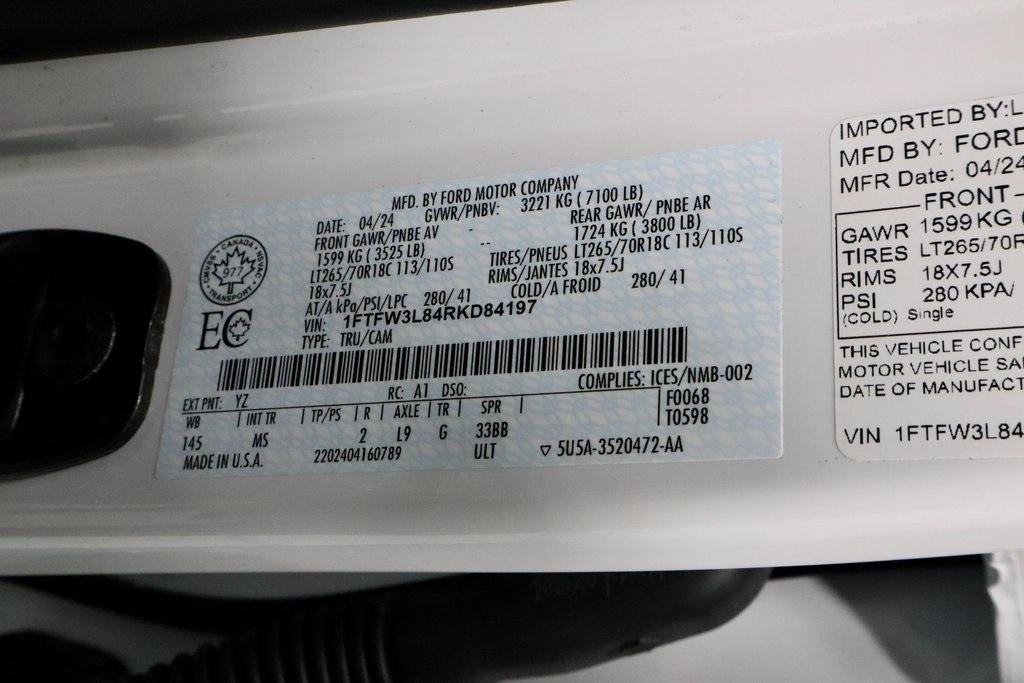 MFD. BY FORD MOTOR COMPANY
DATE: 04/24 GVWR/PNBV: 3221 KG ( 7100 LB)
FRONT GAWR/PNBE AV - REAR GAWR/ PNBE AR
1599 KG ( 3525 LB) -- 1724 KG ( 3800 LB)
LT265/70R18C 113/110S TIRES/PNEUS LT265/70R18C 113/110S
18x7.5J RIMS/JANTES 18x7.5J
AT/A kPa/PSI/LPC 280/ 41 COLD/A FROID 280/ 41
VIN: 1FTFW3L84RKD84197
TYPE: TRU/CAM
CANADA
977
TRANSPORT
EC
EXT PNT: YZ RC: A1 DSO: COMPLIES: ICES/NMB-002
WB | INT TR | TP/PS | R | AXLE | TR | SPR | F0068
145 MS 2 L9 G 33BB T0598
MADE IN U.S.A. 2202404160789 ULT ▽ 5U5A-3520472-AA
IMPORTED BY:L
MFD BY: FORD
MFR Date: 04/24
FRONT-
GAWR 1599 KG (
TIRES LT265/70R
RIMS 18X7.5J
PSI 280 KPA/
(COLD) Single
THIS VEHICLE CONF
MOTOR VEHICLE SA
DATE OF MANUFACT
VIN 1FTFW3L84